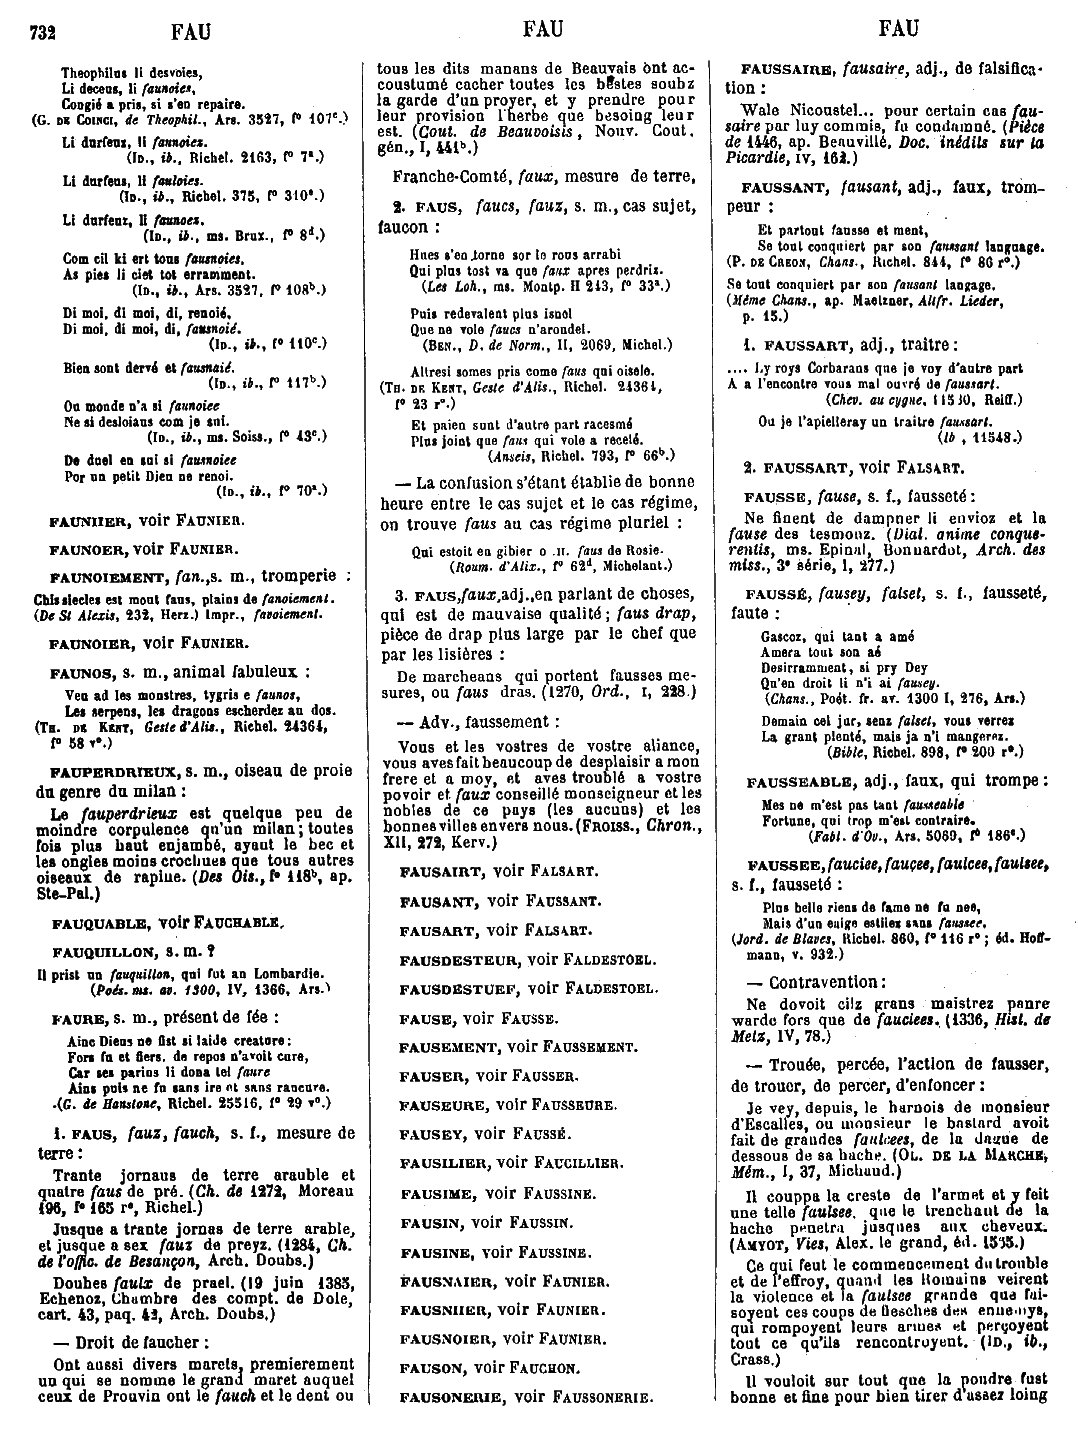 732 FAU FAU FAU
Theophilus li desvoies,
Li deceus, li faunoies,
Congié a pris, si s'en repaire.
(G. DE COINCI, de Theophil., Ars. 3527, f° 107c.)
Li durfeus, li faunoiez.
(ID., ib., Richel. 2163, f° 7a.)
Li durfeus, li fauloies.
(ID., ib., Richel. 375, f° 310a.)
Li durfeuz, li faunoez.
(ID., ib., ms. Brux., f° 8d.)
Com cil ki ert tous fausnoies,
As pies li ciet tot erramment.
(ID., ib., Ars. 3527, f° 108b.)
Di moi, di moi, di, renoié,
Di moi, di moi, di, fausnoié.
(ID., ib., f° 110c.)
Bien sont dervé et fausnaié.
(ID., ib., f° 117b.)
Ou monde n'a si faunoiee
Ne si desloiaus com je sui.
(ID., ib., ms. Soiss., f° 43c.)
De duel en sui si fausnoiee
Por un petit Dieu ne renoi.
(ID., ib., f° 70a.)
FAUNIIER, voir FAUNIER.
FAUNOER, voir FAUNIER.
FAUNOIEMENT, fan.,s. m., tromperie :
Chis siecles est mout faus, plains de fanoiement.
(De St Alexis, 232, Herz.) Impr., favoiement.
FAUNOIER, voir FAUNIER.
FAUNOS, s. m., animal fabuleux :
Veu ad les monstres, tygris e faunos,
Les serpens, les dragons escherdez au dos.
(TH. DE KENT, Geste d'Alis., Richel. 24364,
f° 58 v°.)
FAUPERDRIEUX, s. m., oiseau de proie
du genre du milan :
Le fauperdrieux est quelque peu de
moindre corpulence qu'un milan ; toutes
fois plus haut enjambé, ayant le bec et
les ongles moins crochues que tous autres
oiseaux de rapine. (Des Ois., f° 118b, ap.
Ste-Pal.)
FAUQUABLE, voir FAUCHABLE.
FAUQUILLON, s. m. ?
Il prist un fauquillon, qui fut an Lombardie.
(Poés. ms. av. 1300, IV, 1366, Ars.)
FAURE, s. m., présent de fée :
Ainc Dieus ne fist si laide creature :
Fors fu et fiers, de repos n'avoit cure,
Car ses parins li dona tel faure
Ains puis ne fu sans ire et sans rancure.
(G. de Hanstone, Richel. 25516, f° 29 v°.)
1. FAUS, fauz, fauch, s. f., mesure de
terre :
Trante jornaus de terre arauble et
quatre faus de pré. (Ch. de 1272, Moreau
196, f° 165 r°, Richel.)
Jusque a trante jornas de terre arable,
et jusque a sex fauz de preyz. (1284, Ch.
de l'offic. de Besançon, Arch. Doubs.)
Douhes faulx de prael. (19 juin 1385,
Echenoz, Chambre des compt. de Dole,
cart. 43, paq. 42, Arch. Doubs.)
— Droit de faucher :
Ont aussi divers marets, premierement
un qui se nomme le grand maret auquel
ceux de Prouvin ont le fauch et le dent ou
tous les dits manans de Beauvais ont ac-
coustumé cacher toutes les bestes soubz
la garde d'un proyer, et y prendre pour
leur provision l'herbe que besoing leur
est. (Cout. de Beauvoisis, Nouv. Cout.
gén., I, 441b.)
Franche-Comté, faux, mesure de terre,
2. FAUS, faucs, fauz, s. m., cas sujet,
faucon :
Hues s'en torne sor le rous arrabi
Qui plus tost va que faux apres perdriz.
(Les Loh., ms. Montp. H 243, f° 33a.)
Puis redevalent plus isnol
Que ne vole faucs n'arondel.
(BEN., D. de Norm., II, 2069, Michel.)
Altresi somes pris come faus qui oisele.
(TH. DE KENT, Geste d'Alis., Richel. 24364,
f° 23 r°.)
Et paien sunt d'autre part racesmé
Plus joint que faus qui vole a recelé.
(Anseis, Richel. 793, f° 66b.)
— La confusion s'étant établie de bonne
heure entre le cas sujet et le cas régime,
on trouve faus au cas régime pluriel :
Qui estoit en gibier o .II. faus de Rosie.
(Roum. d'Alix., f° 62d, Michelant.)
3. FAUS,faux,adj.,en parlant de choses,
qui est de mauvaise qualité ; faus drap,
pièce de drap plus large par le chef que
par les lisières :
De marcheans qui portent fausses me-
sures, ou faus dras. (1270, Ord., I, 228.)
— Adv., faussement :
Vous et les vostres de vostre aliance,
vous aves fait beaucoup de desplaisir a mon
frere et a moy, et aves troublé a vostre
povoir et faux conseillé monseigneur et les
nobles de ce pays (les aucuns) et les
bonnes villes envers nous. (FROISS., Chron.,
XII, 272, Kerv.)
FAUSAIRT, voir FALSART.
FAUSANT, voir FAUSSANT.
FAUSART, voir FALSART.
FAUSDESTEUR, voir FALDESTOEL.
FAUSDESTUEF, voir FALDESTOEL.
FAUSE, voir FAUSSE.
FAUSEMENT, voir FAUSSEMENT.
FAUSER, voir FAUSSER.
FAUSEURE, voir FAUSSEURE.
FAUSEY, voir FAUSSÉ.
FAUSILIER, voir FAUCILLIER.
FAUSIME, voir FAUSSINE.
FAUSIN, voir FAUSSIN.
FAUSINE, voir FAUSSINE.
FAUSNAIER, voir FAUNIER.
FAUSNIIER, voir FAUNIER.
FAUSNOIER, voir FAUNIER.
FAUSON, voir FAUCHON.
FAUSONERIE, voir FAUSSONERIE.
FAUSSAIRE, fausaire, adj., de falsifica-
tion :
Wale Nicoustel... pour certain cas fau-
saire par luy commis, fu condamné. (Pièce
de 1446, ap. Beauvillé, Doc. inédits sur la
Picardie, IV, 162.)
FAUSSANT, fausant, adj., faux, trom-
peur :
Et partout fausse et ment,
Se tout conquiert par son faussant language.
(P. DE CREON, Chans., Richel. 844, f° 86 r°.)
Se tout conquiert par son fausant langage.
(Même Chans., ap. Maetzner, Altfr. Lieder,
p. 15.)
1. FAUSSART, adj., traître :
.... Ly roys Corbarans que je voy d'autre part
A a l'encontre vous mal ouvré de faussart.
(Chev. au cygne, 11530, Reiff.)
Ou je l'apielleray un traitre faussart.
(Ib , 11548.)
2. FAUSSART, voir FALSART.
FAUSSE, fause, s. f., fausseté :
Ne finent de dampner li envioz et la
fause des tesmonz. (Dial. anime conque-
rentis, ms. Epinal, Bonnardot, Arch. des
miss., 3e série, I, 277.)
FAUSSÉ, fausey, falset, s. f., fausseté,
faute :
Gascoz, qui tant a amé
Amera tout son aé
Desirramment, si pry Dey
Qu'en droit li n'i ai fausey.
(Chans., Poët. fr. av. 1300 I, 276, Ars.)
Demain cel jur, senz falset, vous verrez
La grant plenté, mais ja n'i mangerez.
(Bible, Richel. 898, f° 200 r°.)
FAUSSEABLE, adj., faux, qui trompe :
Mes ne m'est pas tant fausseable
Fortune, qui trop m'est contraire.
(Fabl. d'Ov., Ars. 5069, f° 186c.)
FAUSSEE, fauciee, fauçee, faulcee, faulsee,
s. f., fausseté :
Plus belle riens de fame ne fu nee,
Mais d'un euige estiiez sans faussee.
(Jord. de Blaves, Richel. 860, f° 116 r° ; éd. Hoff-
mann, v. 932.)
— Contravention :
Ne dovoit cilz grans maistrez panre
warde fors que de fauciees. (1336, Hist. de
Metz, IV, 78.)
— Trouée, percée, l'action de fausser,
de trouer, de percer, d'enfoncer :
Je vey, depuis, le harnois de monsieur
d'Escalles, ou monsieur le bastard avoit
fait de grandes faulcees, de la dague de
dessous de sa hache. (OL. DE LA MARCHE,
Mém., I, 37, Michaud.)
Il couppa la creste de l'armet et y feit
une telle faulsee, que le trenchant de la
hache penetra jusques aux cheveux.
(AMYOT, Vies, Alex. le grand, éd. 1565.)
Ce qui feut le commencement du trouble
et de l'effroy, quand les Romains veirent
la violence et la faulsee grande que fai-
soyent ces coups de flesches des ennemys,
qui rompoyent leurs armes et perçoyent
tout ce qu'ils rencontroyent. (ID., ib.,
Crass.)
Il vouloit sur tout que la poudre fust
bonne et fine pour bien tirer d'assez loing